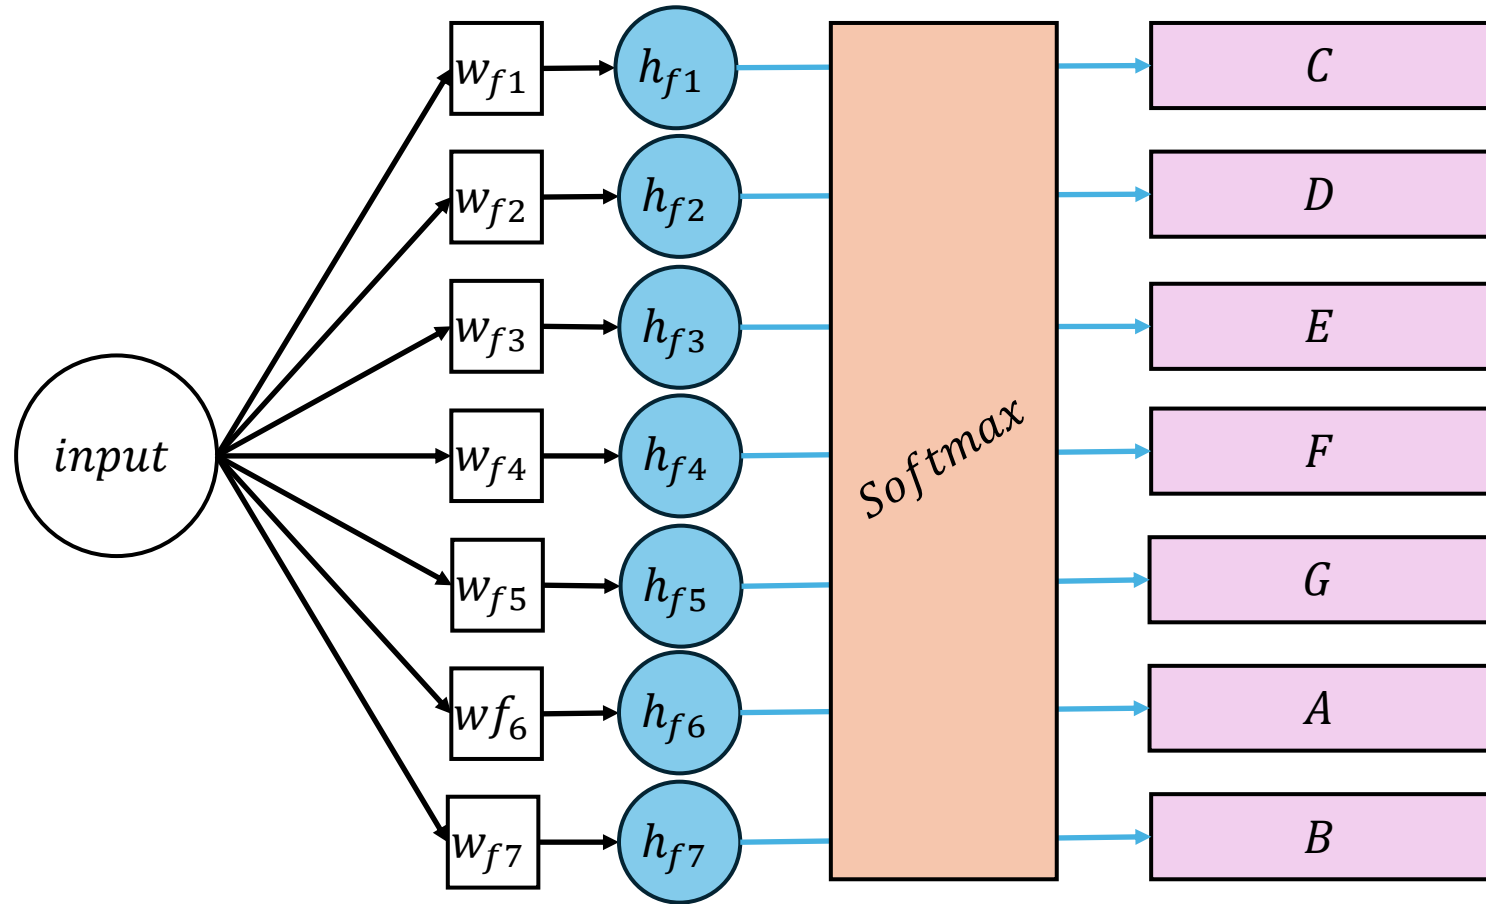 w_{f1} h_{f1} C
w_{f2} h_{f2} D
w_{f3} h_{f3} E
input w_{f4} h_{f4} Softmax F
w_{f5} h_{f5} G
wf_6 h_{f6} A
w_{f7} h_{f7} B